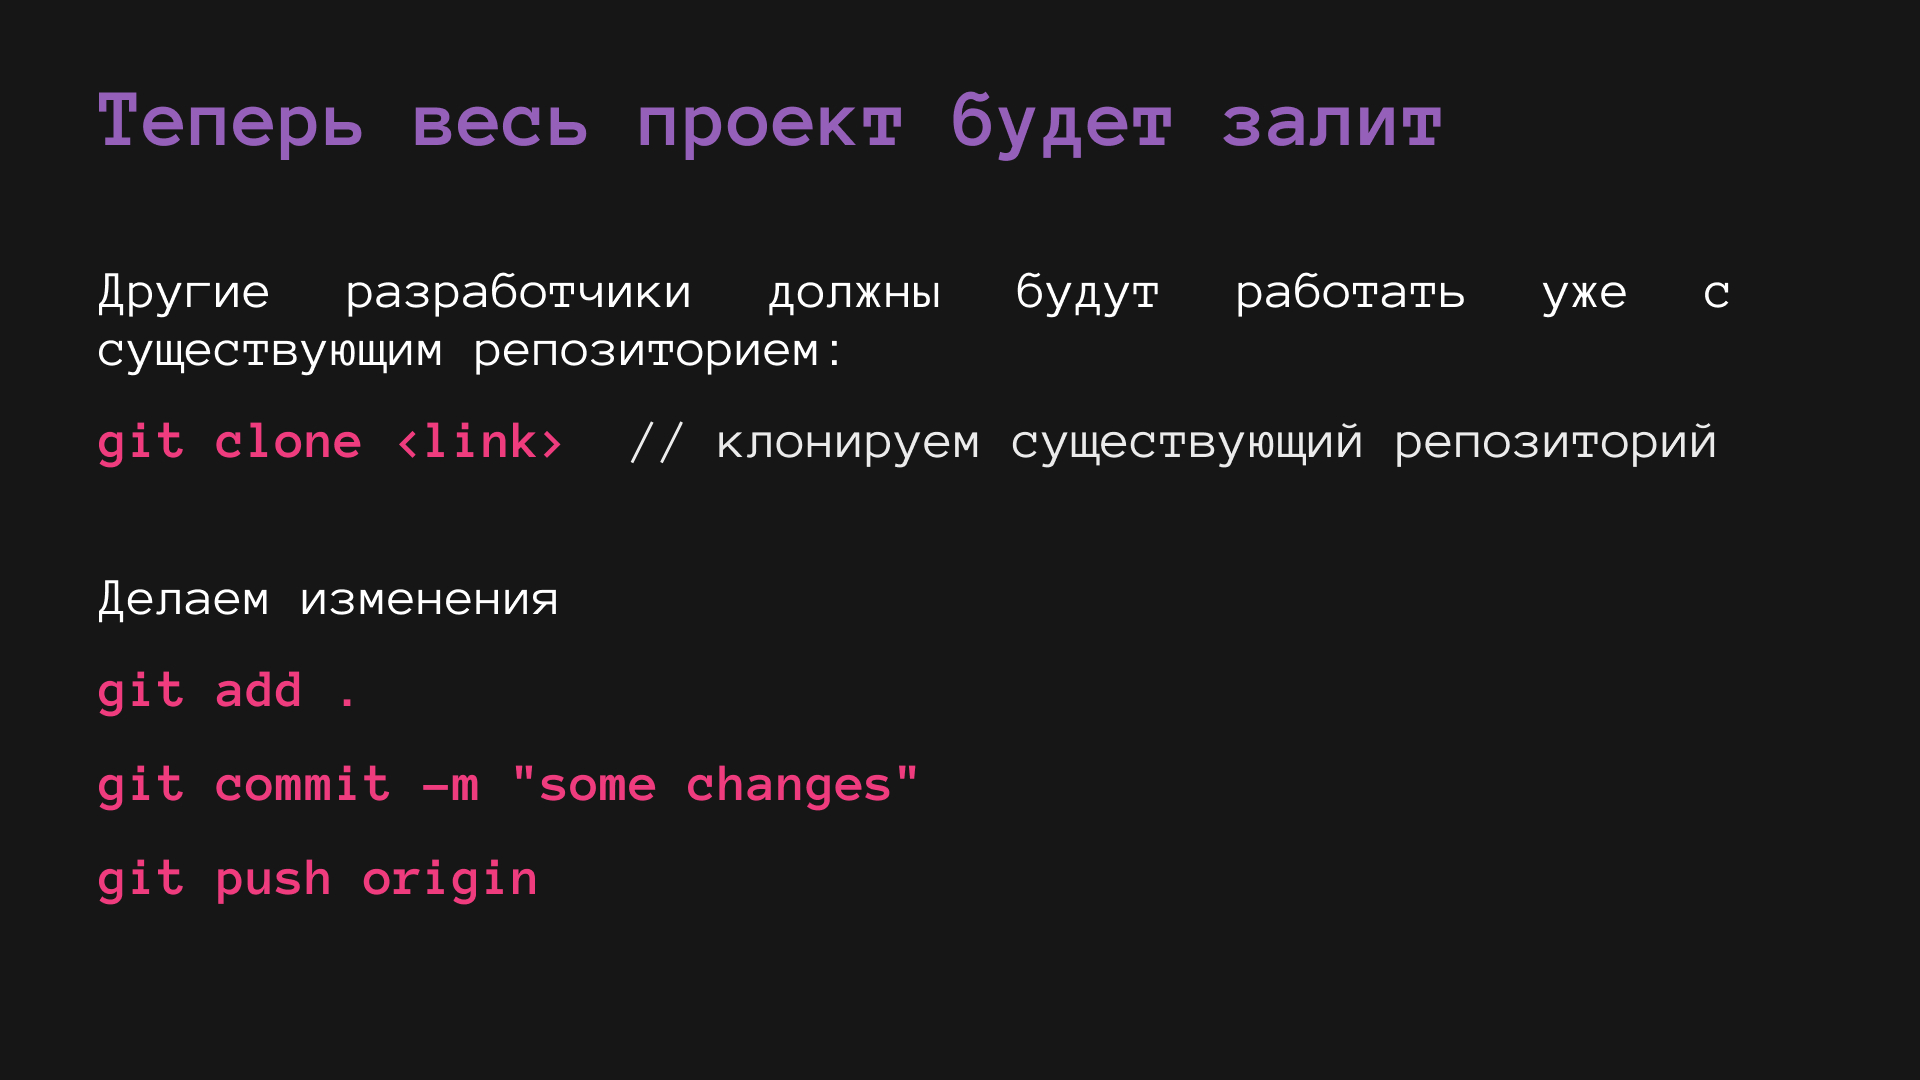 Теперь весь проект будет залит
Другие разработчики должны будут работать уже с
существующим репозиторием:
git clone <link> // клонируем существующий репозиторий
Делаем изменения
git add .
git commit -m "some changes"
git push origin